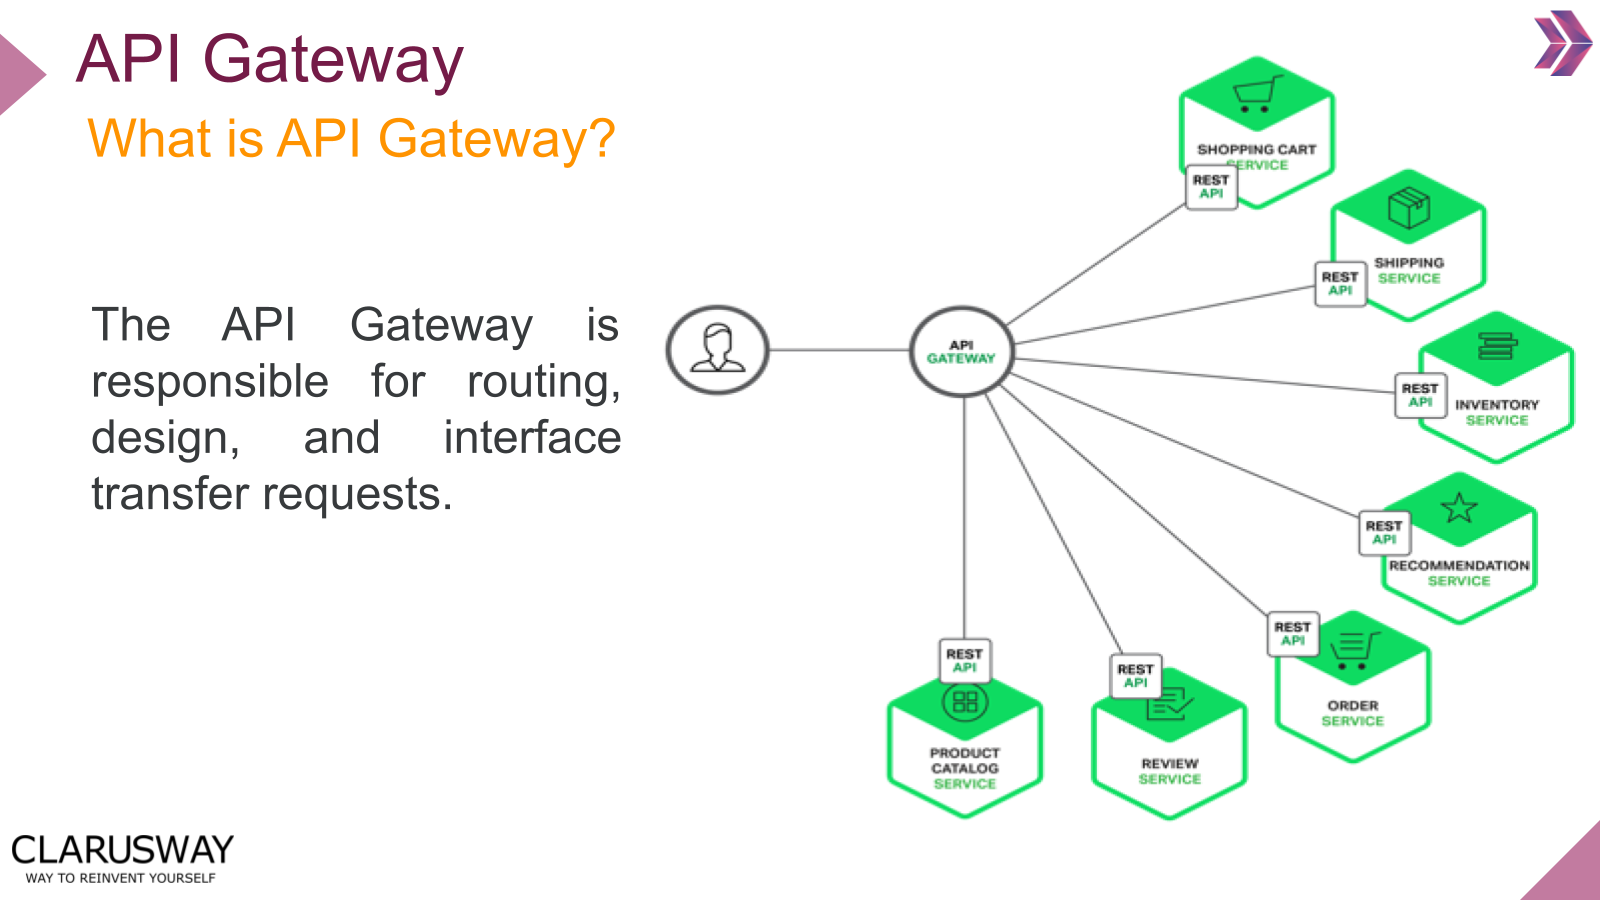 API Gateway
What is API Gateway?
The API Gateway is
responsible for routing,
design, and interface
transfer requests.
API
GATEWAY
SHOPPING CART
SERVICE
REST
API
SHIPPING
SERVICE
REST
API
INVENTORY
SERVICE
REST
API
RECOMMENDATION
SERVICE
REST
API
ORDER
SERVICE
REST
API
REVIEW
SERVICE
REST
API
PRODUCT
CATALOG
SERVICE
REST
API
CLARUSWAY
WAY TO REINVENT YOURSELF